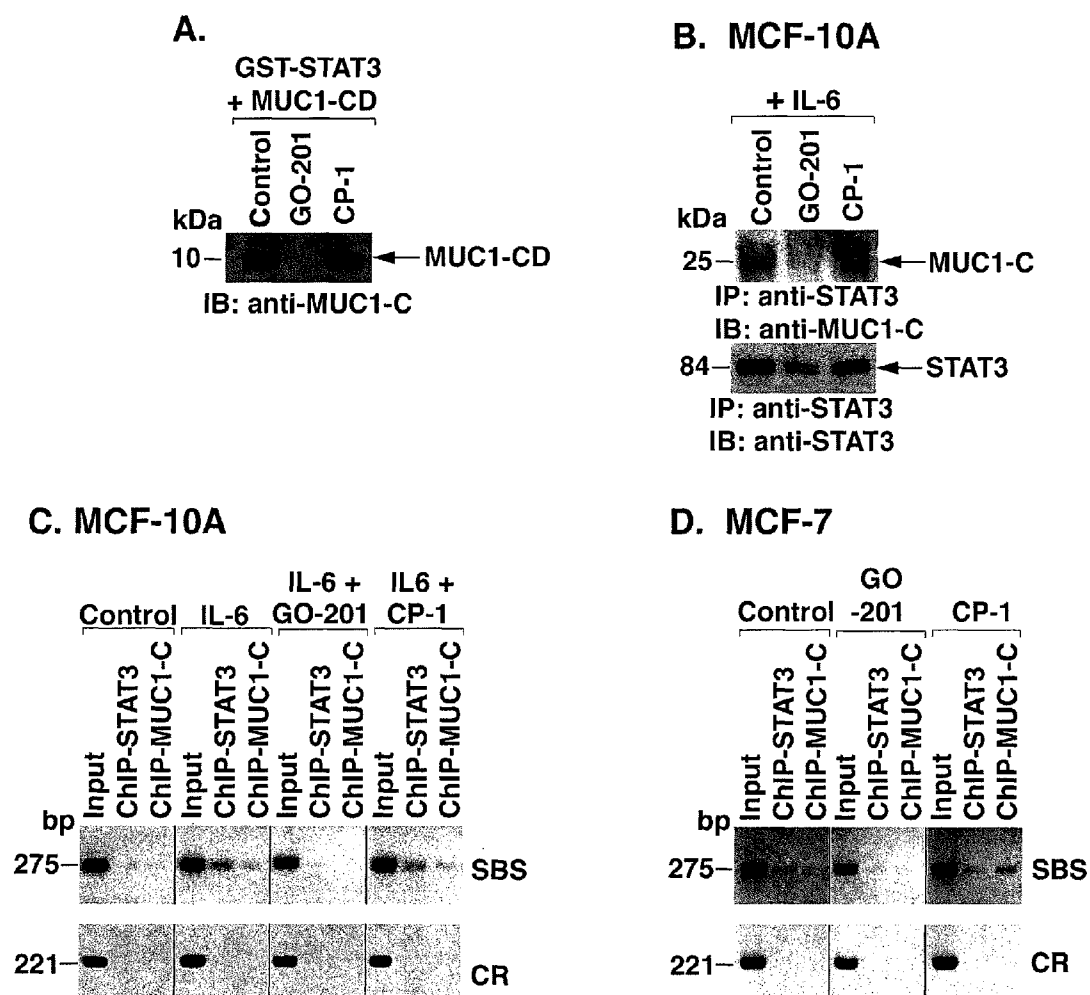 A.
GST-STAT3
+ MUC1-CD
Control
GO-201
CP-1
kDa
10
MUC1-CD
IB: anti-MUC1-C
B. MCF-10A
+ IL-6
Control
GO-201
CP-1
kDa
25
MUC1-C
IP: anti-STAT3
IB: anti-MUC1-C
84
STAT3
IP: anti-STAT3
IB: anti-STAT3
C. MCF-10A
Control
IL-6
IL-6 +
GO-201
IL6 +
CP-1
Input
ChIP-STAT3
ChIP-MUC1-C
Input
ChIP-STAT3
ChIP-MUC1-C
Input
ChIP-STAT3
ChIP-MUC1-C
Input
ChIP-STAT3
ChIP-MUC1-C
bp
275
SBS
221
CR
D. MCF-7
Control
GO
-201
CP-1
Input
ChIP-STAT3
ChIP-MUC1-C
Input
ChIP-STAT3
ChIP-MUC1-C
Input
ChIP-STAT3
ChIP-MUC1-C
bp
275
SBS
221
CR